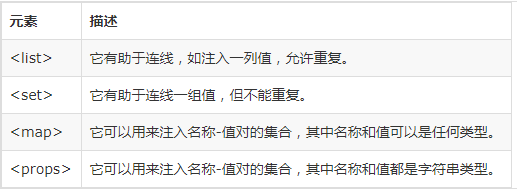 元素 描述
<list> 它有助于连线，如注入一列值，允许重复。
<set> 它有助于连线一组值，但不能重复。
<map> 它可以用来注入名称-值对的集合，其中名称和值可以是任何类型。
<props> 它可以用来注入名称-值对的集合，其中名称和值都是字符串类型。